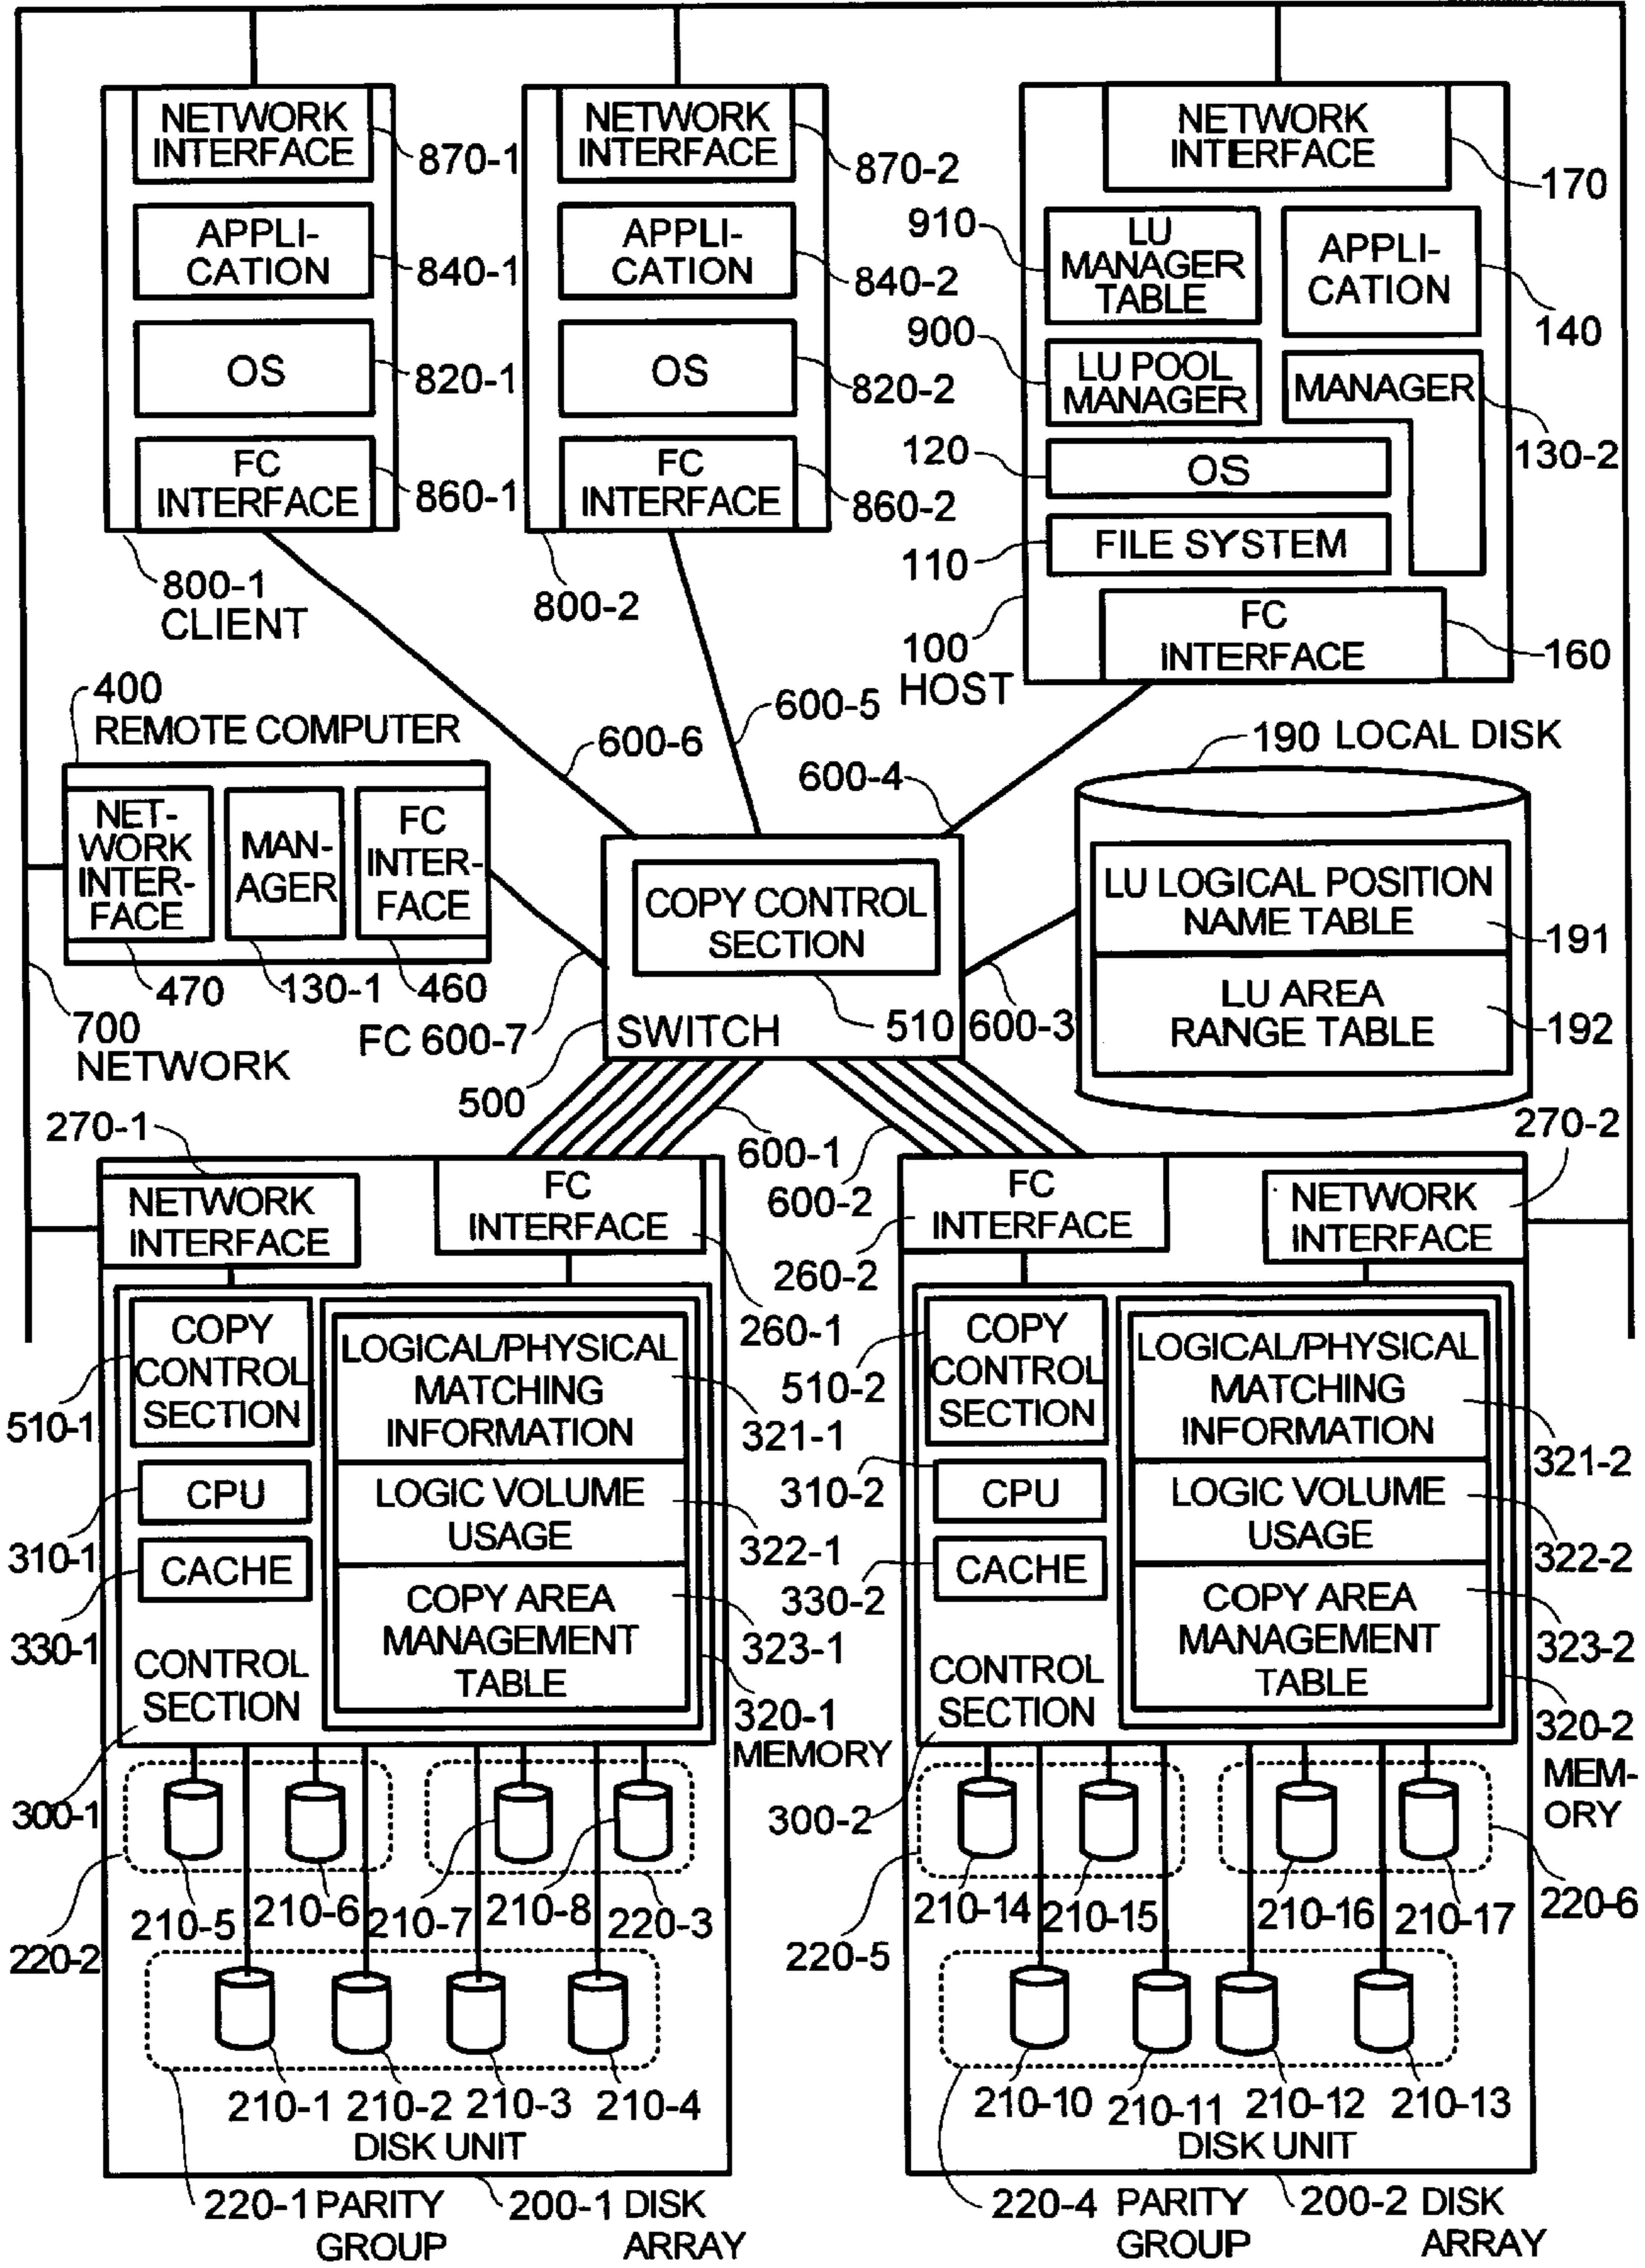 NETWORK
INTERFACE
870-1
APPLI-
CATION
840-1
OS
820-1
FC
INTERFACE
860-1
800-1
CLIENT
NETWORK
INTERFACE
870-2
APPLI-
CATION
840-2
OS
820-2
FC
INTERFACE
860-2
800-2
NETWORK
INTERFACE
170
910
LU
MANAGER
TABLE
APPLI-
CATION
140
900
LU POOL
MANAGER
MANAGER
130-2
120
OS
110
FILE SYSTEM
100
HOST
FC
INTERFACE
160
400
REMOTE COMPUTER
NET-
WORK
INTER-
FACE
MAN-
AGER
FC
INTER-
FACE
470
130-1
460
700
NETWORK
600-6
600-5
600-4
FC 600-7
600-3
COPY CONTROL
SECTION
SWITCH
510
500
190 LOCAL DISK
LU LOGICAL POSITION
NAME TABLE
191
LU AREA
RANGE TABLE
192
600-1
600-2
270-1
NETWORK
INTERFACE
FC
INTERFACE
260-1
COPY
CONTROL
SECTION
510-1
CPU
310-1
CACHE
330-1
CONTROL
SECTION
300-1
LOGICAL/PHYSICAL
MATCHING
INFORMATION
321-1
LOGIC VOLUME
USAGE
322-1
COPY AREA
MANAGEMENT
TABLE
323-1
320-1
MEMORY
210-5
210-6
210-7
210-8
220-3
220-2
210-1
210-2
210-3
210-4
DISK UNIT
220-1 PARITY
GROUP
200-1 DISK
ARRAY
270-2
FC
INTERFACE
260-2
NETWORK
INTERFACE
COPY
CONTROL
SECTION
510-2
CPU
310-2
CACHE
330-2
CONTROL
SECTION
300-2
LOGICAL/PHYSICAL
MATCHING
INFORMATION
321-2
LOGIC VOLUME
USAGE
322-2
COPY AREA
MANAGEMENT
TABLE
323-2
320-2
MEM-
ORY
210-14
210-15
210-16
210-17
220-6
220-5
210-10
210-11
210-12
210-13
DISK UNIT
220-4 PARITY
GROUP
200-2 DISK
ARRAY